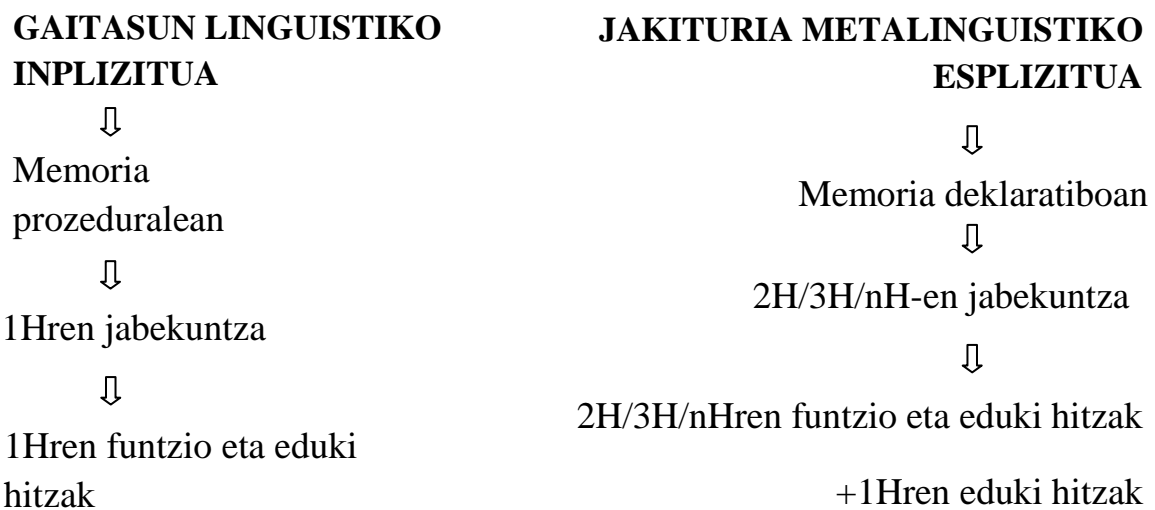 GAITASUN LINGUISTIKO
INPLIZITUA
⇩
Memoria
prozeduralean
⇩
1Hren jabekuntza
⇩
1Hren funtzio eta eduki
hitzak
JAKITURIA METALINGUISTIKO
ESPLIZITUA
⇩
Memoria deklaratiboan
⇩
2H/3H/nH-en jabekuntza
⇩
2H/3H/nHren funtzio eta eduki hitzak
+1Hren eduki hitzak